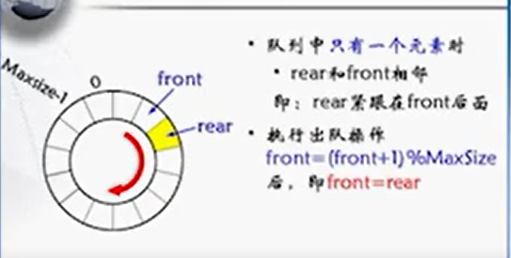 Maxsize-1
0
front
rear
• 队列中只有一个元素时
• rear和front相邻
即：rear紧跟在front后面
• 执行出队操作
front=(front+1)%MaxSize
后，即front=rear